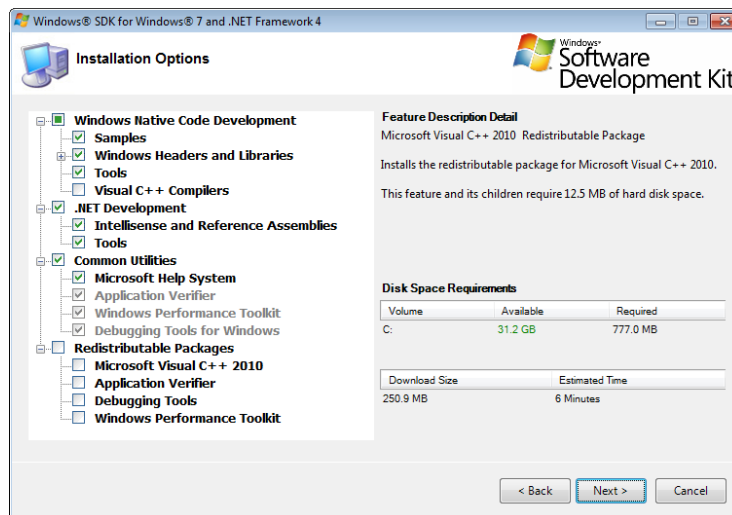 Windows® SDK for Windows® 7 and .NET Framework 4
Installation Options
Windows®
Software
Development Kit
Windows Native Code Development
Samples
Windows Headers and Libraries
Tools
Visual C++ Compilers
.NET Development
Intellisense and Reference Assemblies
Tools
Common Utilities
Microsoft Help System
Application Verifier
Windows Performance Toolkit
Debugging Tools for Windows
Redistributable Packages
Microsoft Visual C++ 2010
Application Verifier
Debugging Tools
Windows Performance Toolkit
Feature Description Detail
Microsoft Visual C++ 2010 Redistributable Package
Installs the redistributable package for Microsoft Visual C++ 2010.
This feature and its children require 12.5 MB of hard disk space.
Disk Space Requirements
Volume Available Required
C: 31.2 GB 777.0 MB
Download Size Estimated Time
250.9 MB 6 Minutes
< Back Next > Cancel